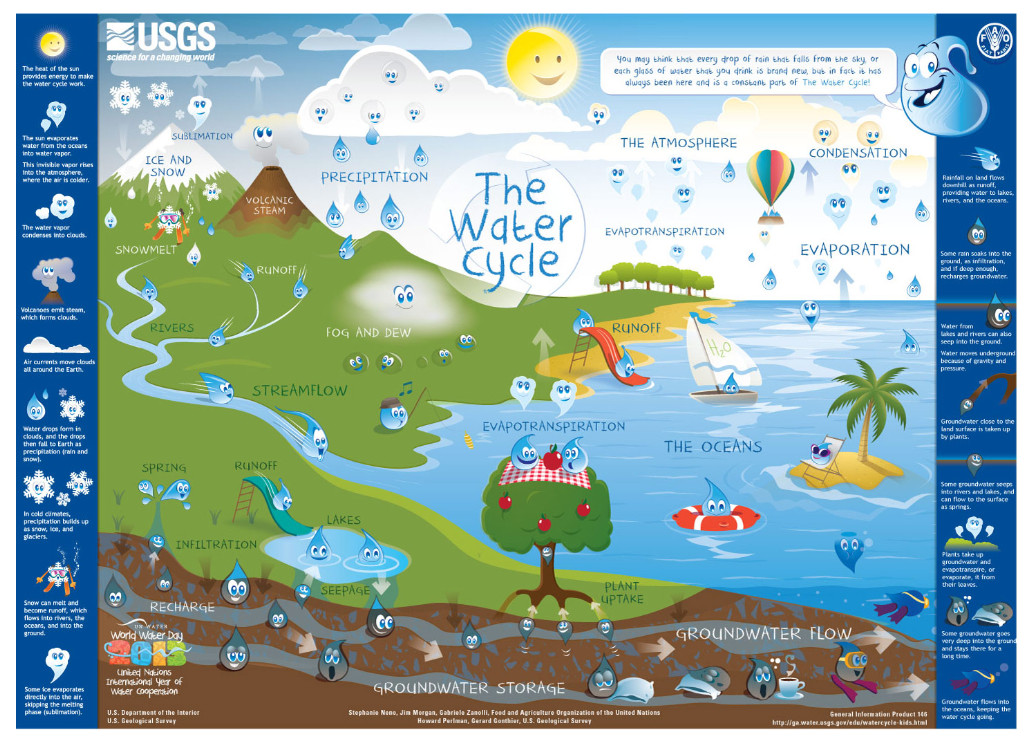 The heat of the sun
provides energy to make
the water cycle work.
The sun evaporates
water from the oceans
into water vapor.
This invisible vapor rises
into the atmosphere,
where the air is colder.
The water vapor
condenses into clouds.
Volcanoes emit steam,
which forms clouds.
Air currents move clouds
all around the Earth.
Water drops form in
clouds, and the drops
then fall to Earth as
precipitation (rain and
snow).
In cold climates,
precipitation builds up
as snow, ice, and
glaciers.
Snow can melt and
become runoff, which
flows into rivers, the
oceans, and into the
ground.
Some ice evaporates
directly into the air,
skipping the melting
phase (sublimation).
USGS
science for a changing world
You may think that every drop of rain that falls from the sky, or
each glass of water that you drink is brand new, but in fact it has
always been here and is a constant part of The Water Cycle!
SUBLIMATION
ICE AND
SNOW
VOLCANIC
STEAM
PRECIPITATION
The
Water
Cycle
THE ATMOSPHERE
CONDENSATION
EVAPOTRANSPIRATION
EVAPORATION
SNOWMELT
RUNOFF
RIVERS
FOG AND DEW
RUNOFF
H2O
STREAMFLOW
EVAPOTRANSPIRATION
THE OCEANS
SPRING
RUNOFF
LAKES
INFILTRATION
SEEPAGE
PLANT
UPTAKE
RECHARGE
GROUNDWATER FLOW
GROUNDWATER STORAGE
UN WATER
World Water Day
United Nations
International Year of
Water Cooperation
U.S. Department of the Interior
U.S. Geological Survey
Stephanie Neno, Jim Morgan, Gabriele Zanolli, Food and Agriculture Organization of the United Nations
Howard Perlman, Gerard Gonthier, U.S. Geological Survey
General Information Product 146
http://ga.water.usgs.gov/edu/watercycle-kids.html
FAO
FIAT PANIS
Rainfall on land flows
downhill as runoff,
providing water to lakes,
rivers, and the oceans.
Some rain soaks into the
ground, as infiltration,
and if deep enough,
recharges groundwater.
Water from
lakes and rivers can also
seep into the ground.
Water moves underground
because of gravity and
pressure.
Groundwater close to the
land surface is taken up
by plants.
Some groundwater seeps
into rivers and lakes, and
can flow to the surface
as springs.
Plants take up
groundwater and
evapotranspire, or
evaporate, it from
their leaves.
Some groundwater goes
very deep into the ground
and stays there for a
long time.
Groundwater flows into
the oceans, keeping the
water cycle going.